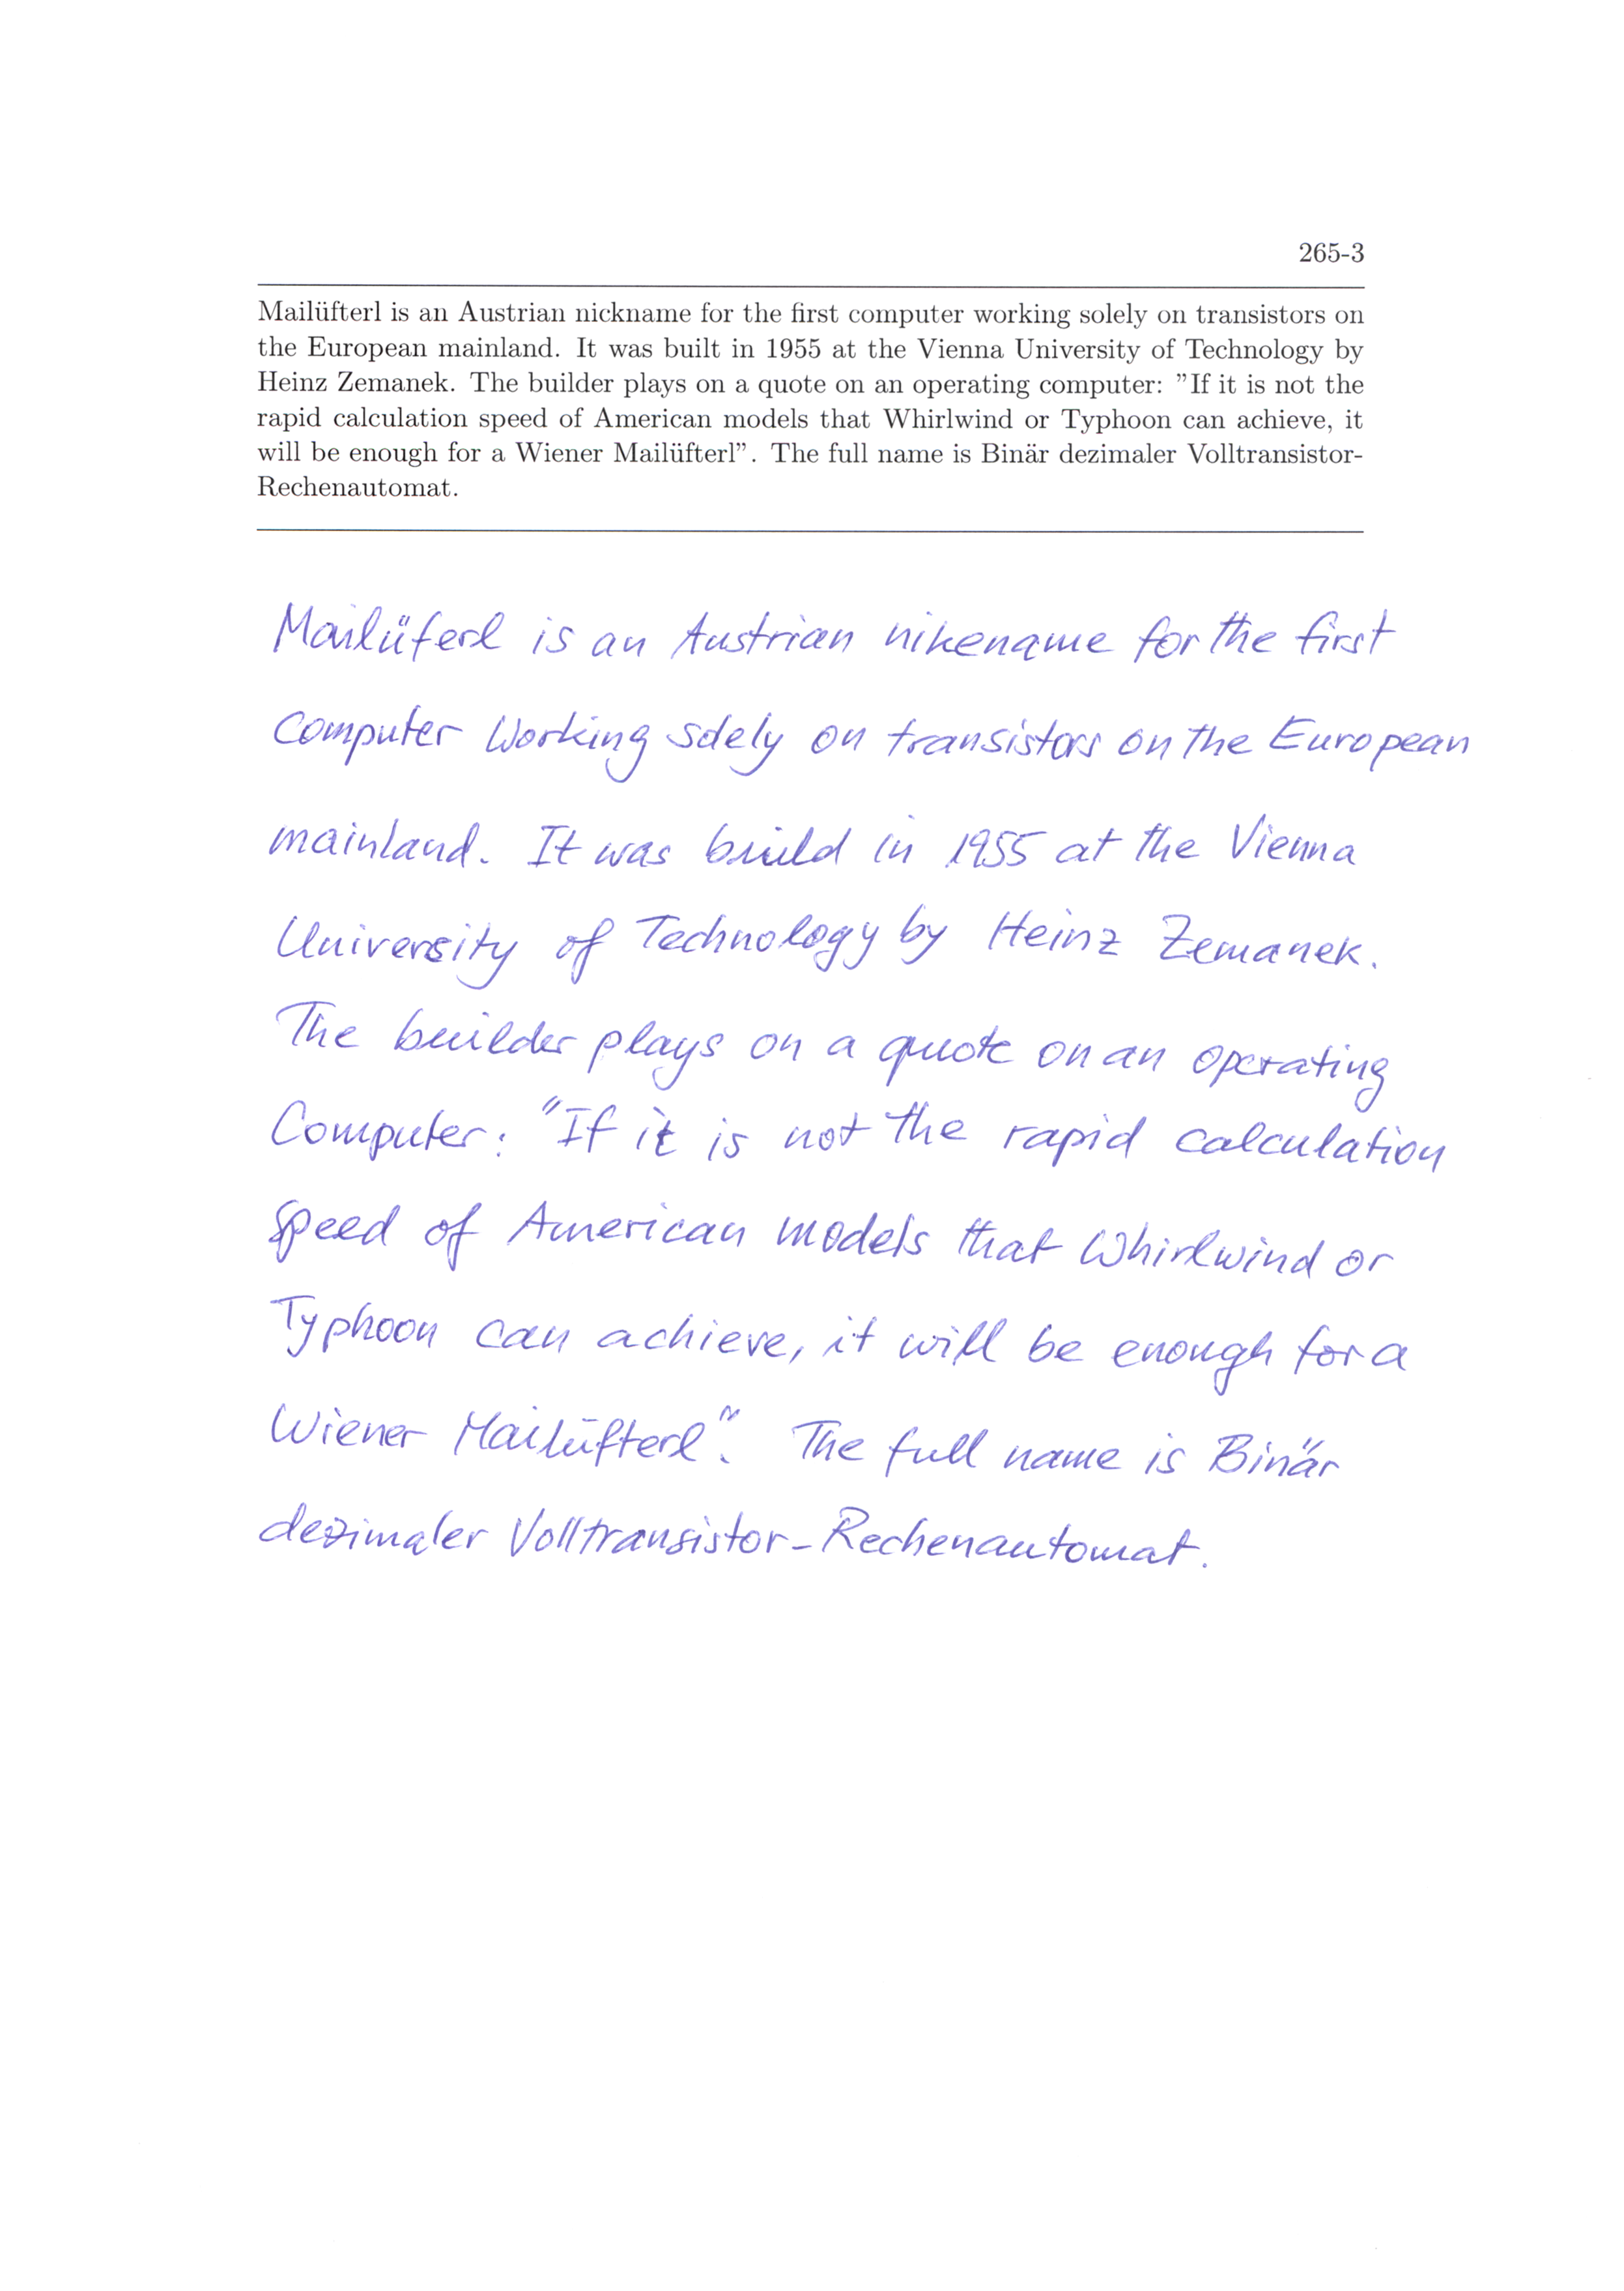 265-3
Mailüfterl is an Austrian nickname for the first computer working solely on transistors on
the European mainland. It was built in 1955 at the Vienna University of Technology by
Heinz Zemanek. The builder plays on a quote on an operating computer: ”If it is not the
rapid calculation speed of American models that Whirlwind or Typhoon can achieve, it
will be enough for a Wiener Mailüfterl”. The full name is Binär dezimaler Volltransistor-
Rechenautomat.
Mailüferl is an Austrian nikename for the first
Computer Working solely on transistors on the European
mainland. It was build in 1955 at the Vienna
University of Technology by Heinz Zemanek.
The builder plays on a quote on an operating
Computer: "If it is not the rapid calculation
speed of American models that Whirlwind or
Typhoon can achieve, it will be enough for a
Wiener Mailüfterl". The full name is Binär
dezimaler Volltransistor-Rechenautomat.